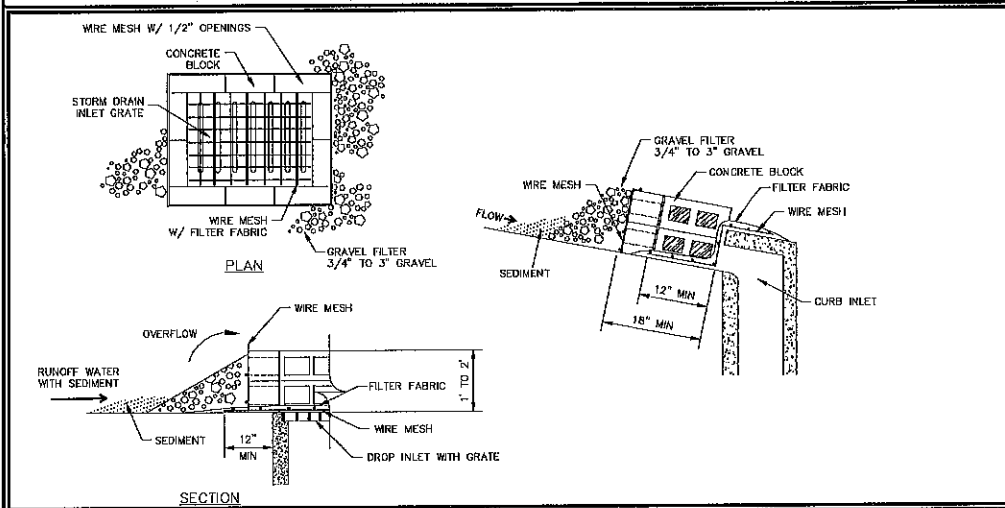 WIRE MESH W/ 1/2" OPENINGS
CONCRETE
BLOCK
STORM DRAIN
INLET GRATE
WIRE MESH
W/ FILTER FABRIC
GRAVEL FILTER
3/4" TO 3" GRAVEL
PLAN
GRAVEL FILTER
3/4" TO 3" GRAVEL
CONCRETE BLOCK
FILTER FABRIC
WIRE MESH
WIRE MESH
FLOW
SEDIMENT
12" MIN
18" MIN
CURB INLET
WIRE MESH
OVERFLOW
RUNOFF WATER
WITH SEDIMENT
1' TO 2'
FILTER FABRIC
WIRE MESH
SEDIMENT
12"
MIN
DROP INLET WITH GRATE
SECTION